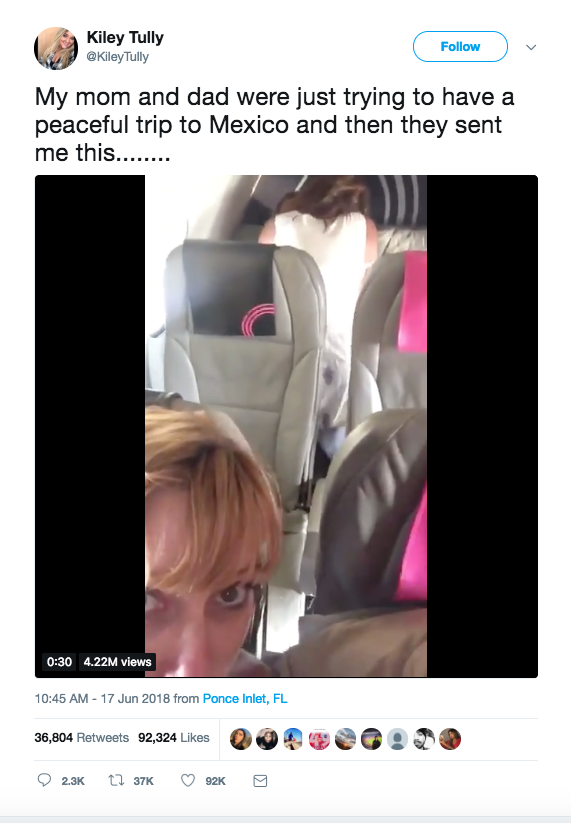 Kiley Tully
@KileyTully
Follow
My mom and dad were just trying to have a
peaceful trip to Mexico and then they sent
me this........
0:30 4.22M views
10:45 AM - 17 Jun 2018 from Ponce Inlet, FL
36,804 Retweets 92,324 Likes
2.3K 37K 92K